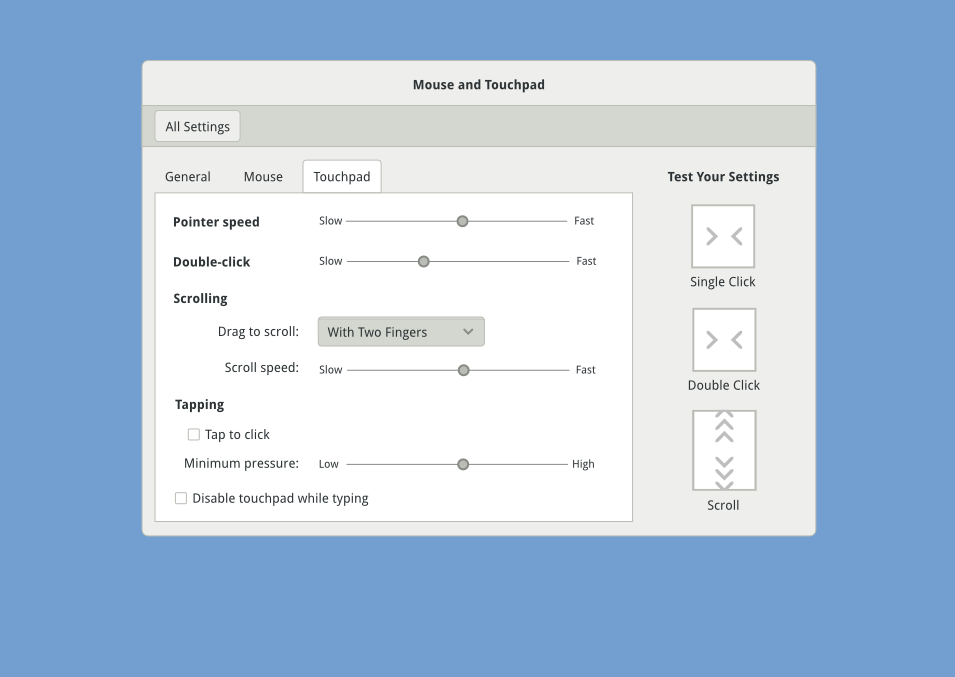 Mouse and Touchpad
All Settings
General Mouse Touchpad
Pointer speed Slow Fast
Double-click Slow Fast
Scrolling
Drag to scroll: With Two Fingers
Scroll speed: Slow Fast
Tapping
Tap to click
Minimum pressure: Low High
Disable touchpad while typing
Test Your Settings
Single Click
Double Click
Scroll